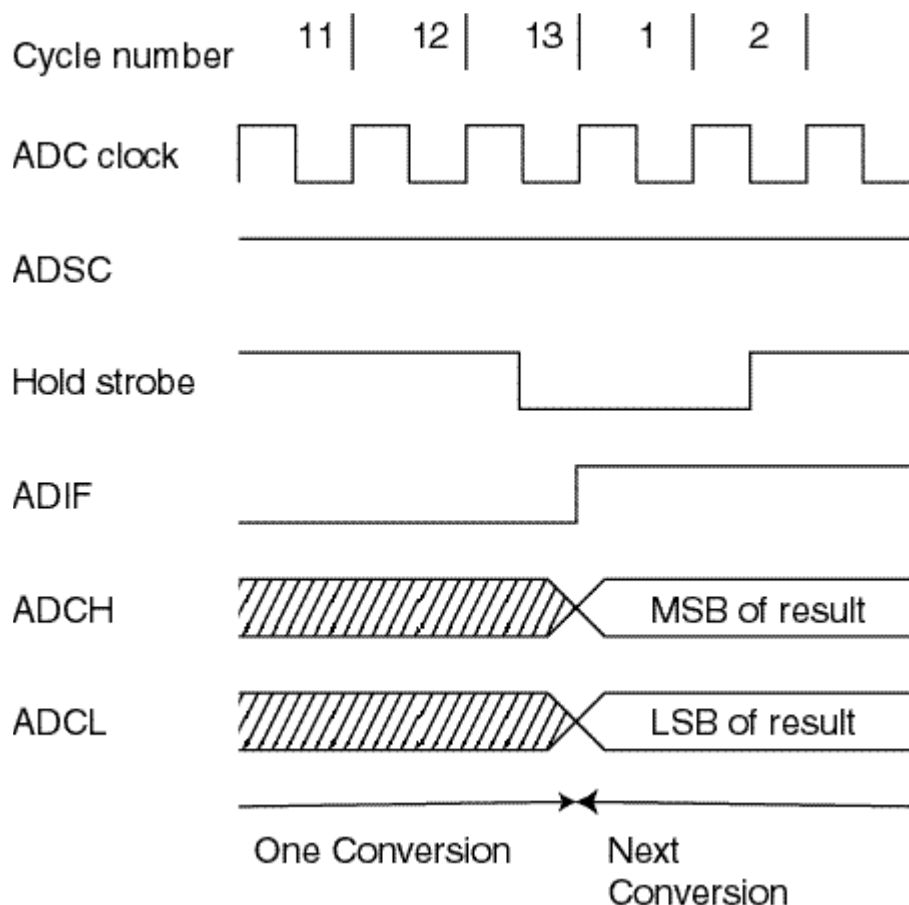 Cycle number 11 12 13 1 2
ADC clock
ADSC
Hold strobe
ADIF
ADCH MSB of result
ADCL LSB of result
One Conversion Next
Conversion